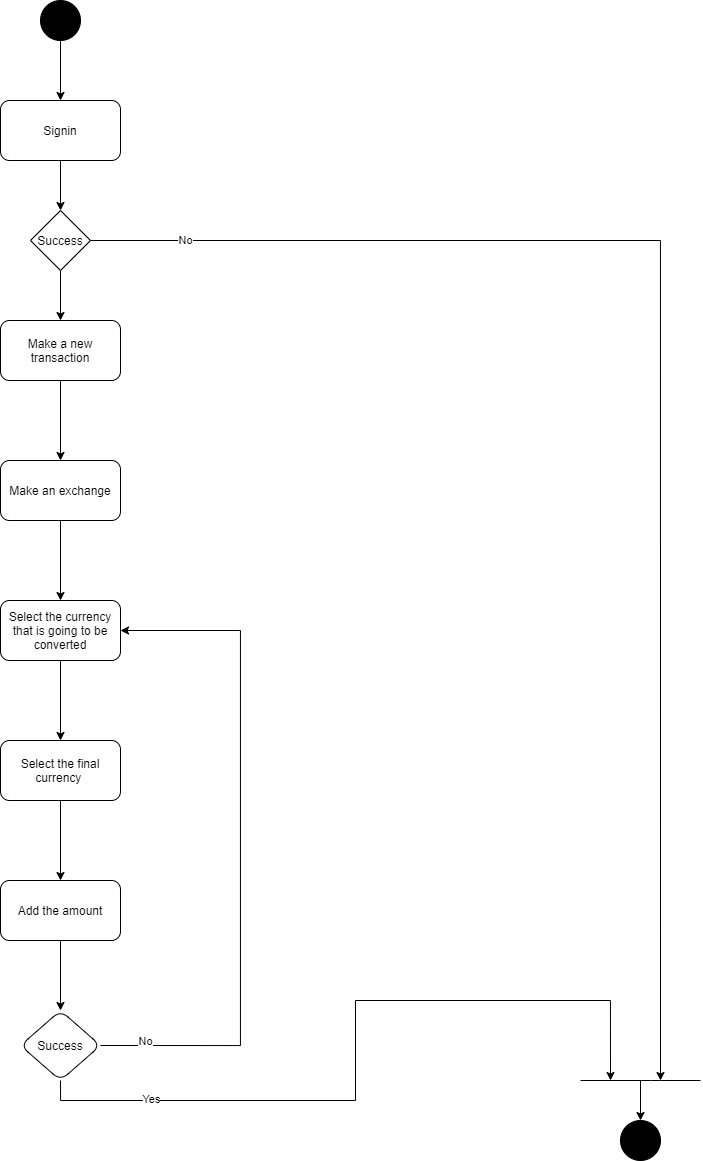 Signin
Success
No
Make a new
transaction
Make an exchange
Select the currency
that is going to be
converted
Select the final
currency
Add the amount
Success
No
Yes